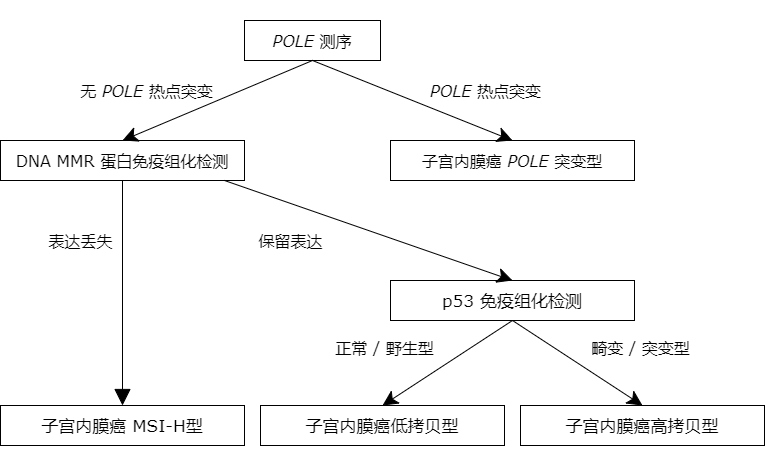 POLE 测序
无 POLE 热点突变
POLE 热点突变
DNA MMR 蛋白免疫组化检测
子宫内膜癌 POLE 突变型
表达丢失
保留表达
p53 免疫组化检测
正常 / 野生型
畸变 / 突变型
子宫内膜癌 MSI-H型
子宫内膜癌低拷贝型
子宫内膜癌高拷贝型